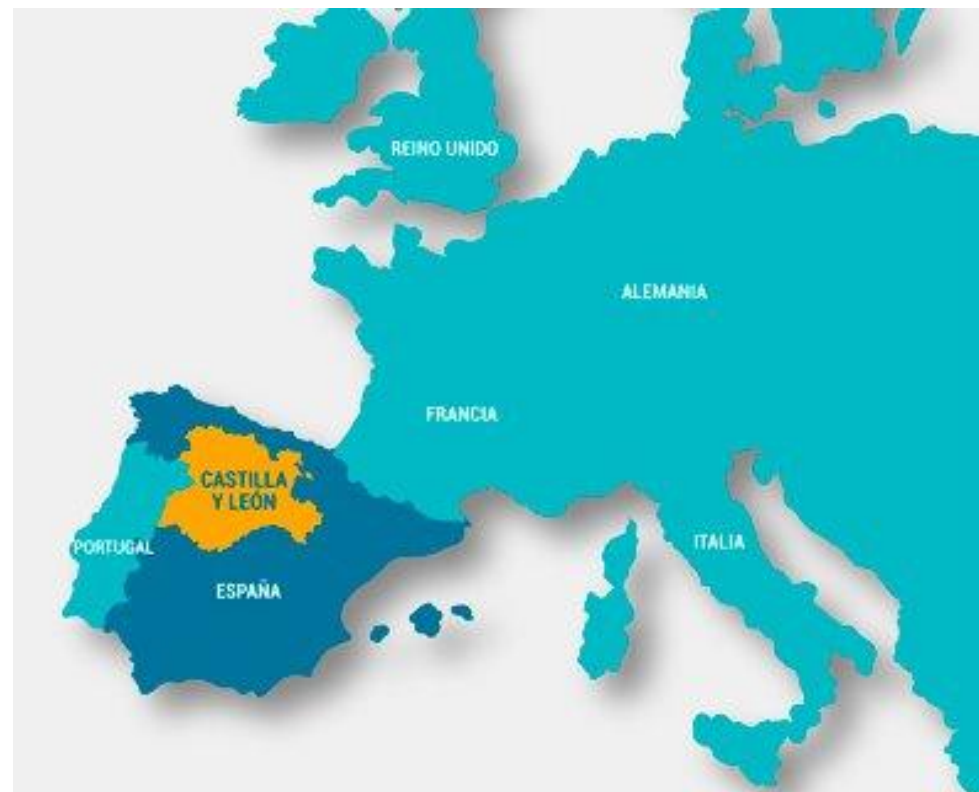 REINO UNIDO
ALEMANIA
FRANCIA
CASTILLA
Y LEÓN
PORTUGAL
ITALIA
ESPAÑA